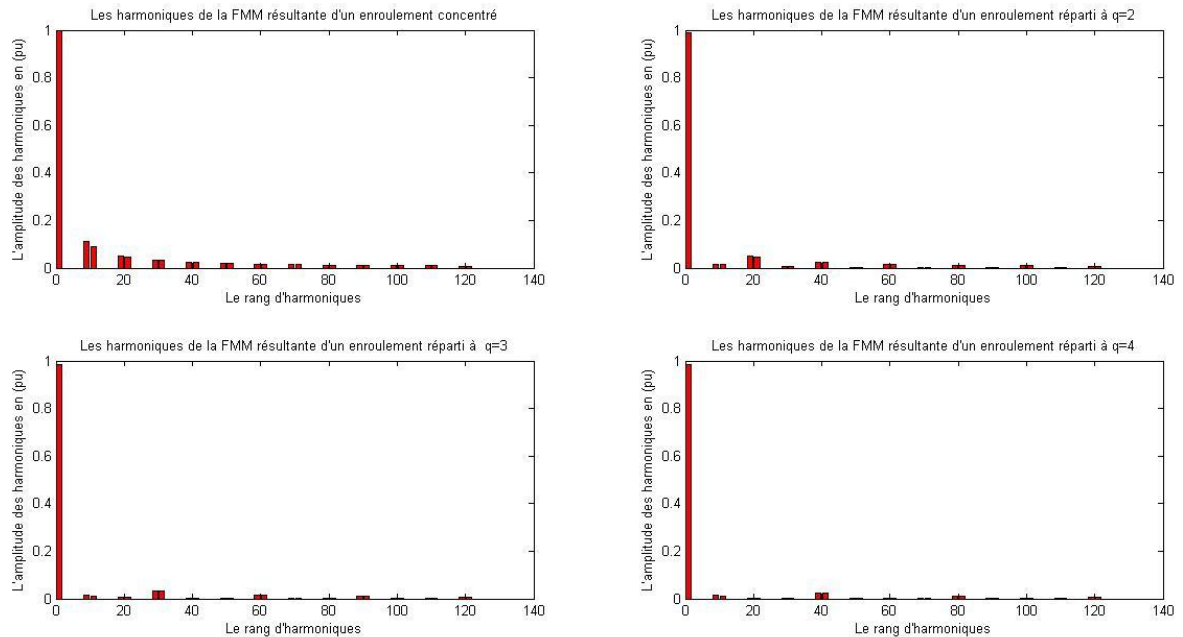 Les harmoniques de la FMM résultante d'un enroulement concentré
L'amplitude des harmoniques en (pu)
1
0.8
0.6
0.4
0.2
0
0 20 40 60 80 100 120 140
Le rang d'harmoniques
Les harmoniques de la FMM résultante d'un enroulement réparti à q=2
L'amplitude des harmoniques en (pu)
1
0.8
0.6
0.4
0.2
0
0 20 40 60 80 100 120 140
Le rang d'harmoniques
Les harmoniques de la FMM résultante d'un enroulement réparti à q=3
L'amplitude des harmoniques en (pu)
1
0.8
0.6
0.4
0.2
0
0 20 40 60 80 100 120 140
Le rang d'harmoniques
Les harmoniques de la FMM résultante d'un enroulement réparti à q=4
L'amplitude des harmoniques en (pu)
1
0.8
0.6
0.4
0.2
0
0 20 40 60 80 100 120 140
Le rang d'harmoniques